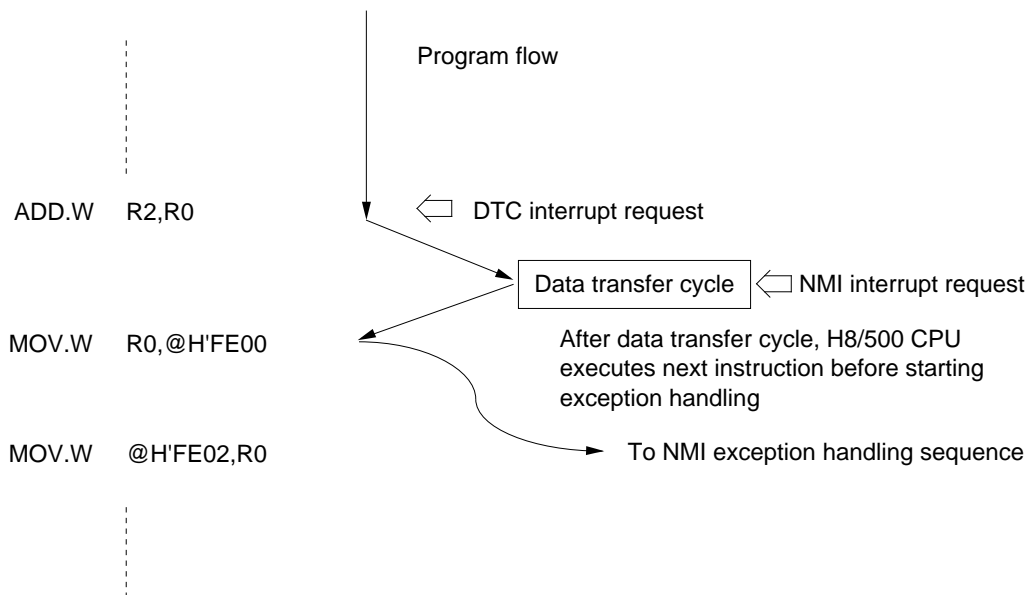 Program flow
ADD.W R2,R0
DTC interrupt request
Data transfer cycle
NMI interrupt request
MOV.W R0,@H'FE00
After data transfer cycle, H8/500 CPU
executes next instruction before starting
exception handling
MOV.W @H'FE02,R0
To NMI exception handling sequence